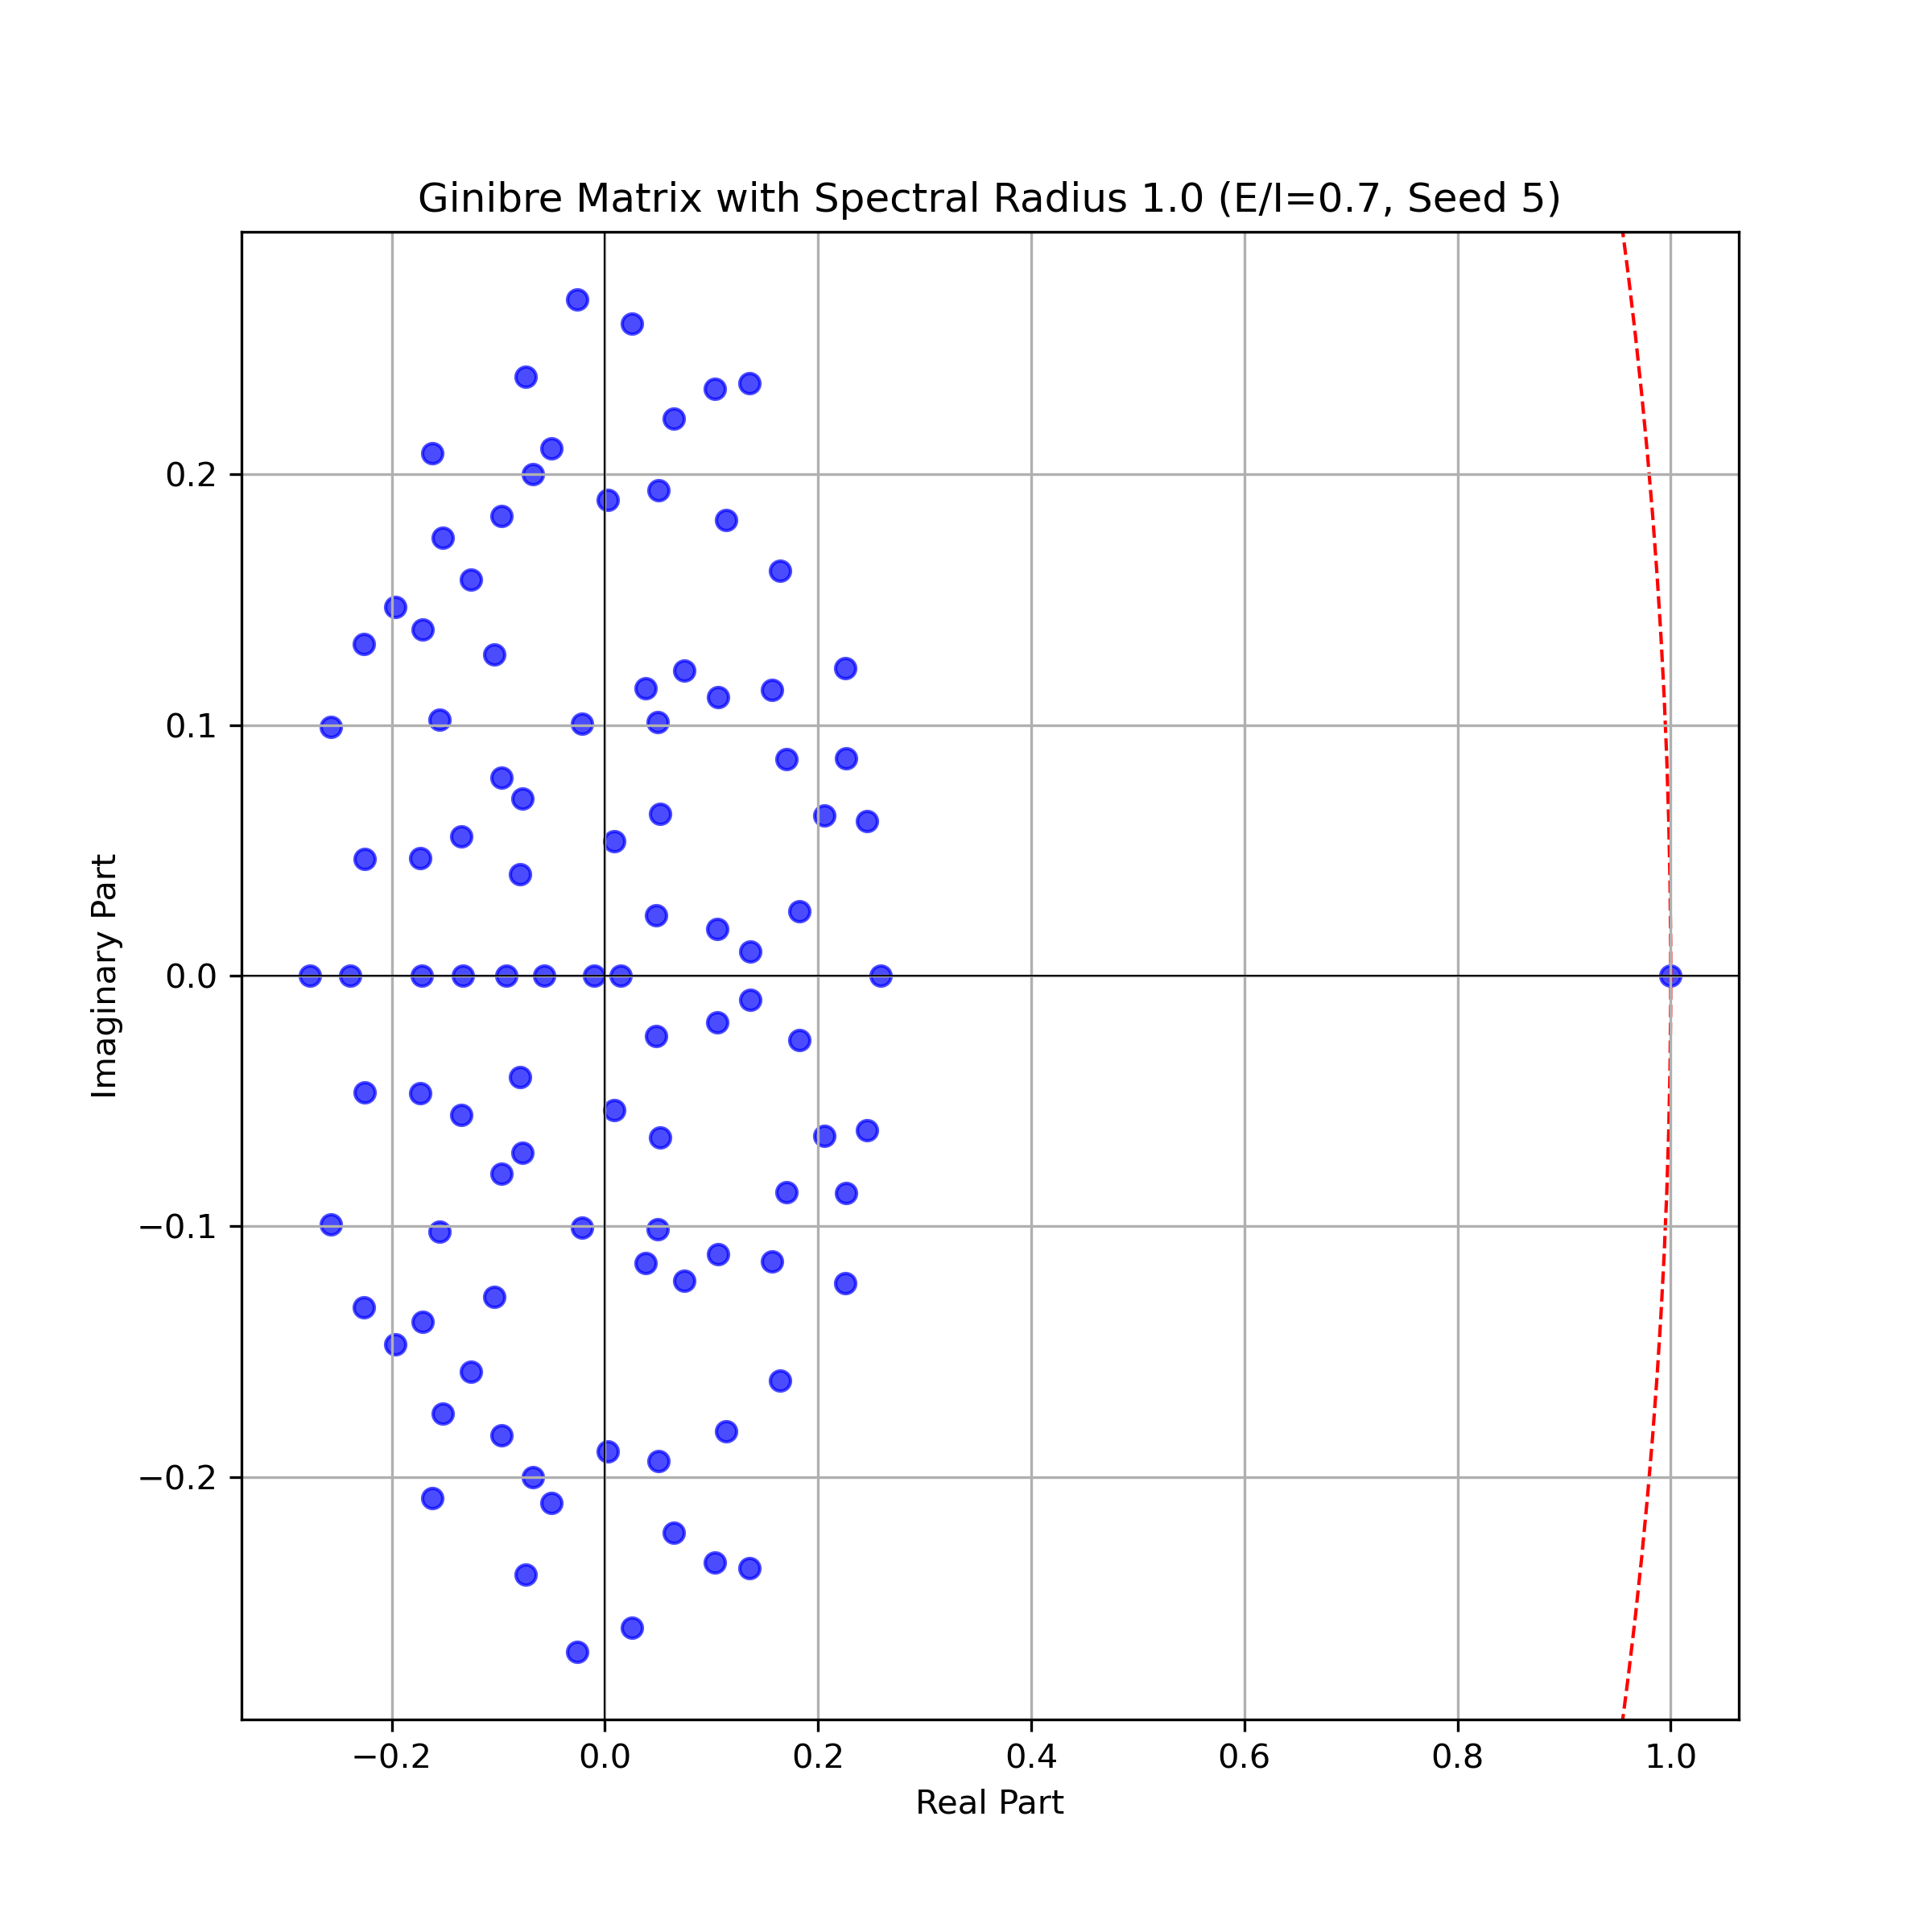 Ginibre Matrix with Spectral Radius 1.0 (E/I=0.7, Seed 5)
Imaginary Part
0.2
0.1
0.0
−0.1
−0.2
−0.2 0.0 0.2 0.4 0.6 0.8 1.0
Real Part